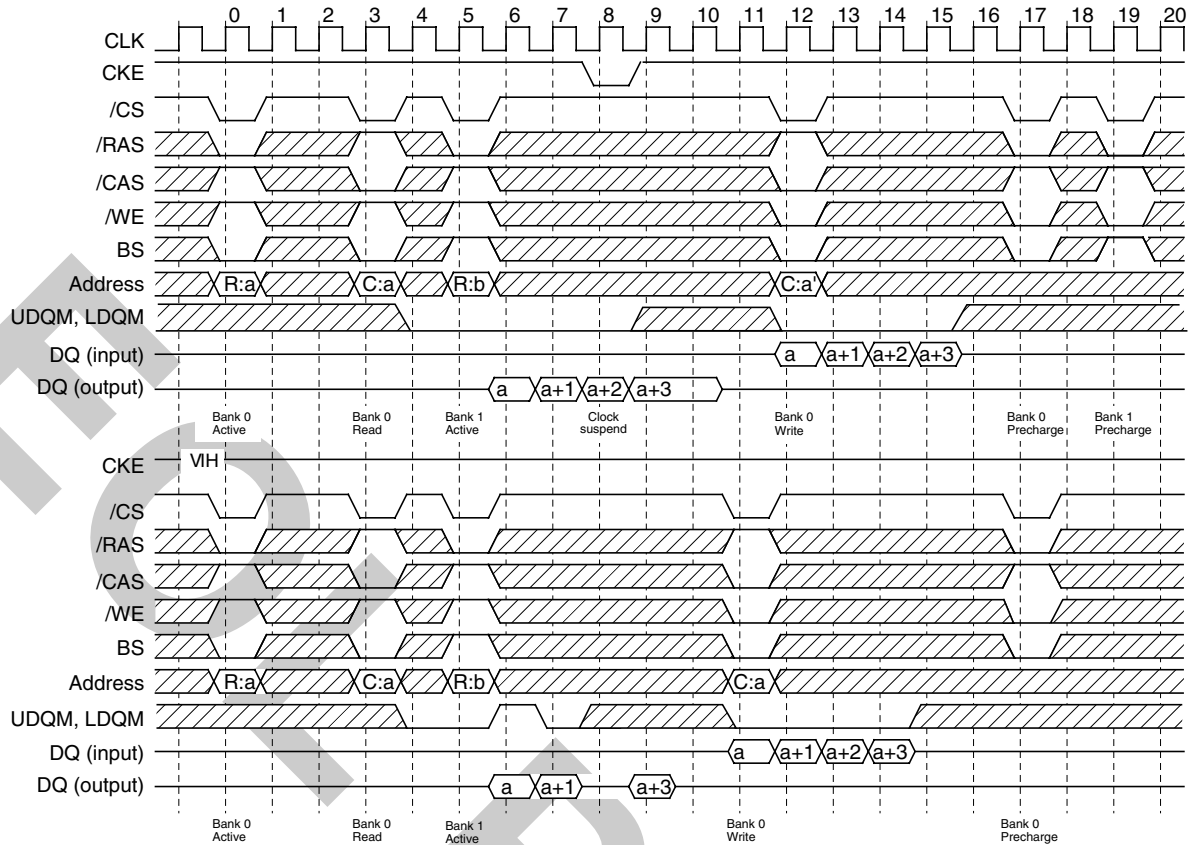 0 1 2 3 4 5 6 7 8 9 10 11 12 13 14 15 16 17 18 19 20
CLK
CKE
/CS
/RAS
/CAS
/WE
BS
Address R:a C:a R:b C:a'
UDQM, LDQM
DQ (input) a a+1 a+2 a+3
DQ (output) a a+1 a+2 a+3
Bank 0 Active Bank 0 Read Bank 1 Active Clock suspend Bank 0 Write Bank 0 Precharge Bank 1 Precharge
CKE VIH
/CS
/RAS
/CAS
/WE
BS
Address R:a C:a R:b C:a
UDQM, LDQM
DQ (input) a a+1 a+2 a+3
DQ (output) a a+1 a+3
Bank 0 Active Bank 0 Read Bank 1 Active Bank 0 Write Bank 0 Precharge